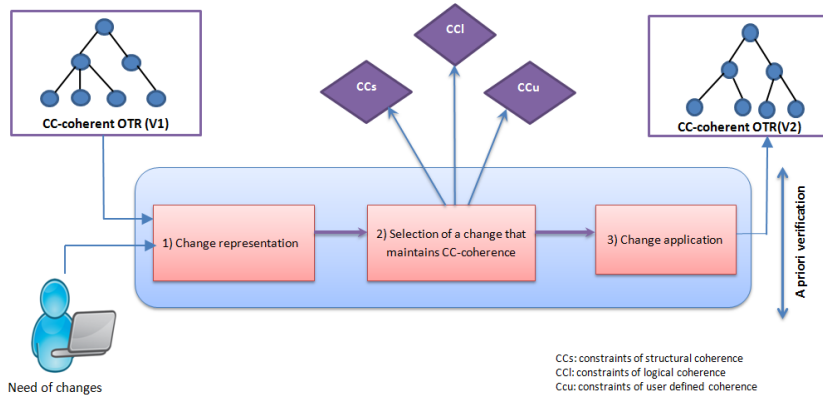 CC-coherent OTR (V1)
CCs
CCl
CCu
CC-coherent OTR(V2)
1) Change representation
2) Selection of a change that
maintains CC-coherence
3) Change application
A priori verification
Need of changes
CCs: constraints of structural coherence
CCl: constraints of logical coherence
Ccu: constraints of user defined coherence